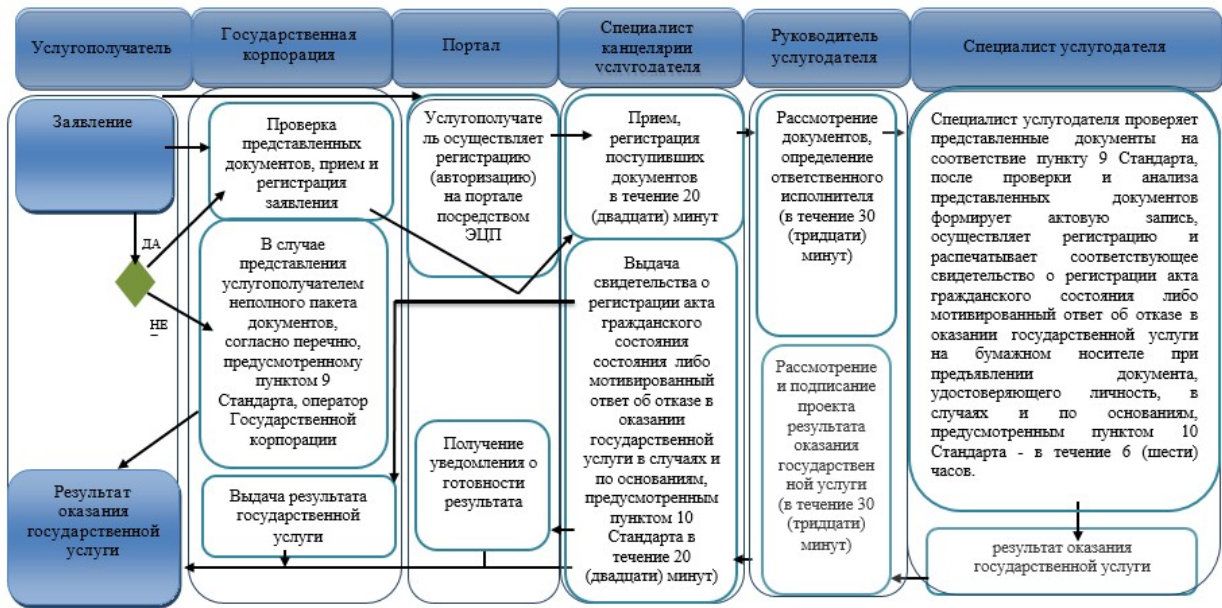 Услугополучатель
Государственная
корпорация
Портал
Специалист
канцелярии
услугодателя
Руководитель
услугодателя
Специалист услугодателя
Заявление
ДА
НЕ
Результат
оказания
государственной
услуги
Проверка
представленных
документов, прием и
регистрация
заявления
В случае
представления
услугополучателем
неполного пакета
документов,
согласно перечню,
предусмотренному
пунктом 9
Стандарта, оператор
Государственной
корпорации
Выдача результата
государственной
услуги
Услугополучате
ль осуществляет
регистрацию
(авторизацию)
на портале
посредством
ЭЦП
Получение
уведомления о
готовности
результата
Прием,
регистрация
поступивших
документов
в течение 20
(двадцати) минут
Выдача
свидетельства о
регистрации акта
гражданского
состояния
состояния либо
мотивированный
ответ об отказе в
оказании
государственной
услуги в случаях и
по основаниям,
предусмотренным
пунктом 10
Стандарта в
течение 20
(двадцати) минут)
Рассмотрение
документов,
определение
ответственного
исполнителя
(в течение 30
(тридцати)
минут)
Рассмотрение
и подписание
проекта
результата
оказания
государствен
ной услуги
(в течение 30
(тридцати)
минут)
Специалист услугодателя проверяет
представленные документы на
соответствие пункту 9 Стандарта,
после проверки и анализа
представленных документов
формирует актовую запись,
осуществляет регистрацию и
распечатывает соответствующее
свидетельство о регистрации акта
гражданского состояния либо
мотивированный ответ об отказе в
оказании государственной услуги
на бумажном носителе при
предъявлении документа,
удостоверяющего личность, в
случаях и по основаниям,
предусмотренным пунктом 10
Стандарта - в течение 6 (шести)
часов.
результат оказания
государственной услуги